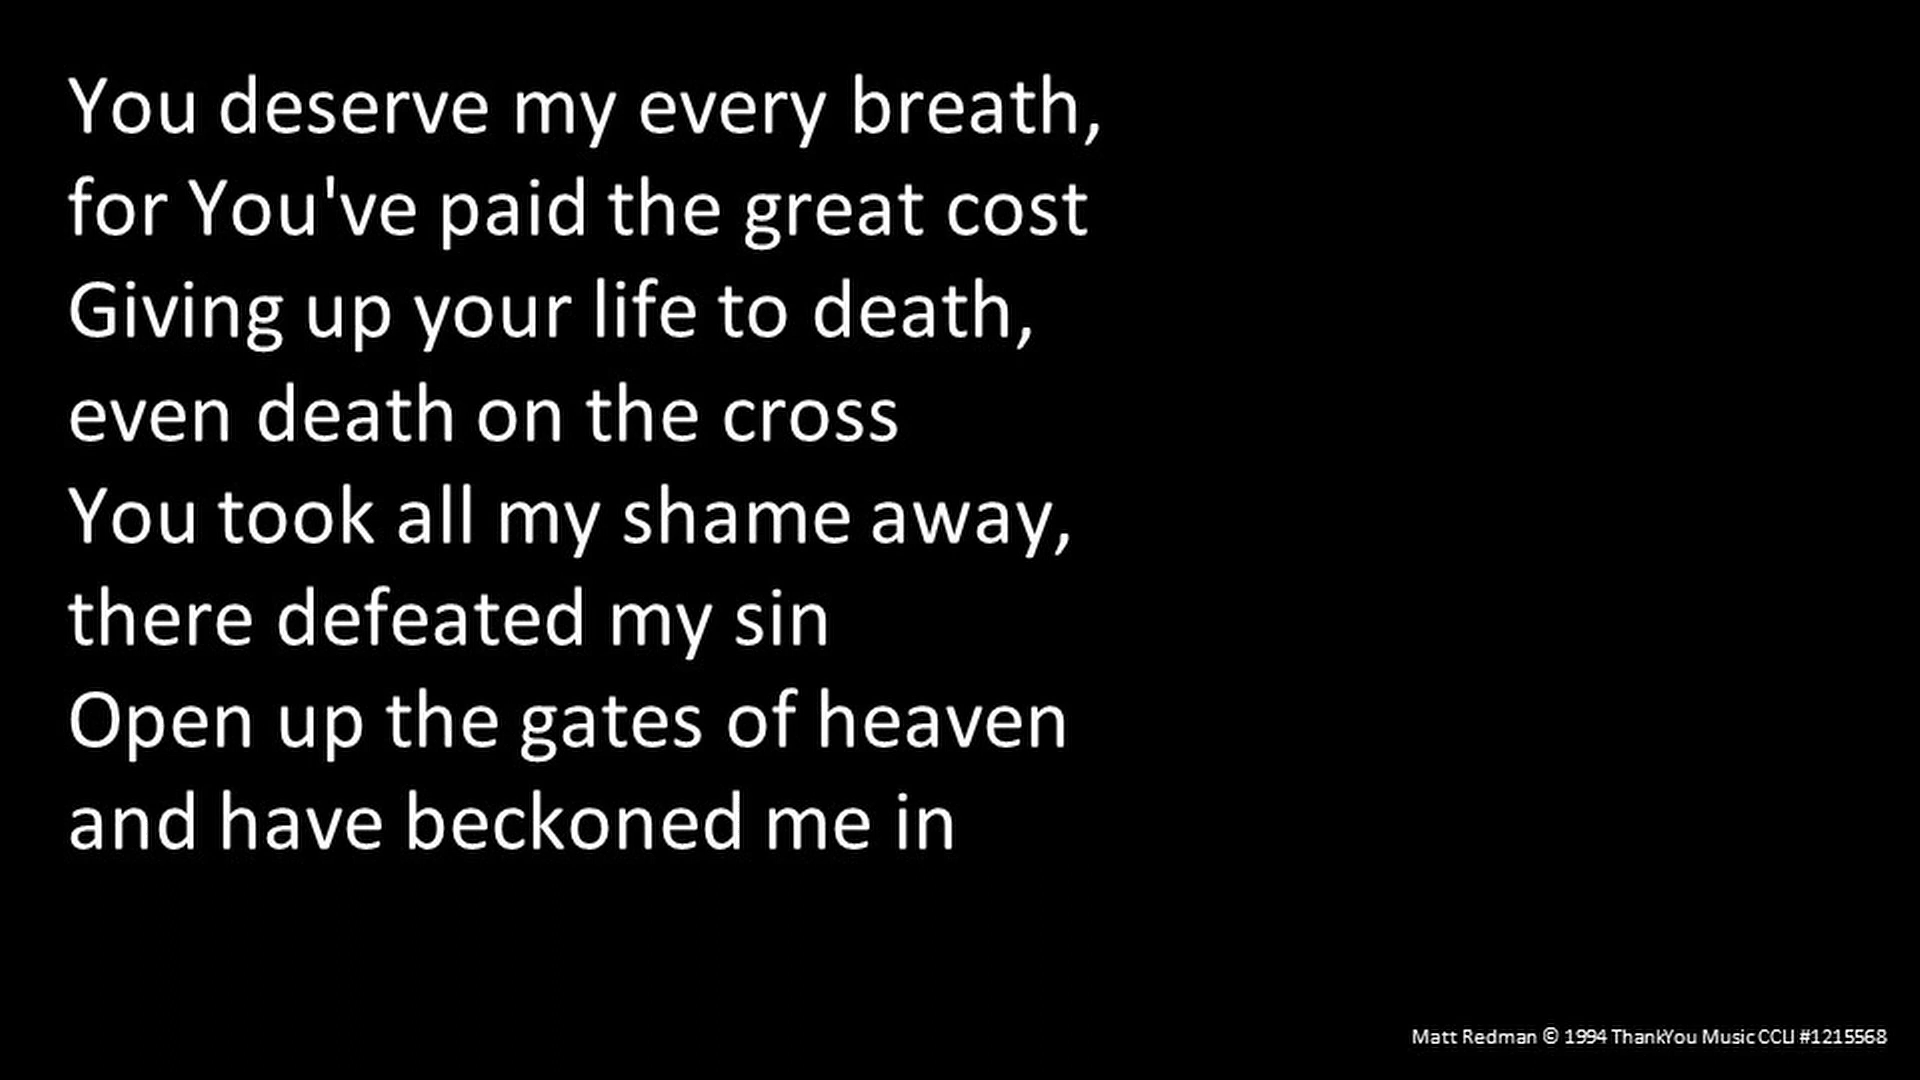 You deserve my every breath,
for You've paid the great cost
Giving up your life to death,
even death on the cross
You took all my shame away,
there defeated my sin
Open up the gates of heaven
and have beckoned me in
Matt Redman © 1994 ThankYou Music CCLI #1215568